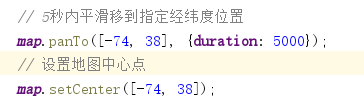 // 5秒内平滑移到指定经纬度位置
map.panTo([-74, 38], {duration: 5000});
// 设置地图中心点
map.setCenter([-74, 38]);